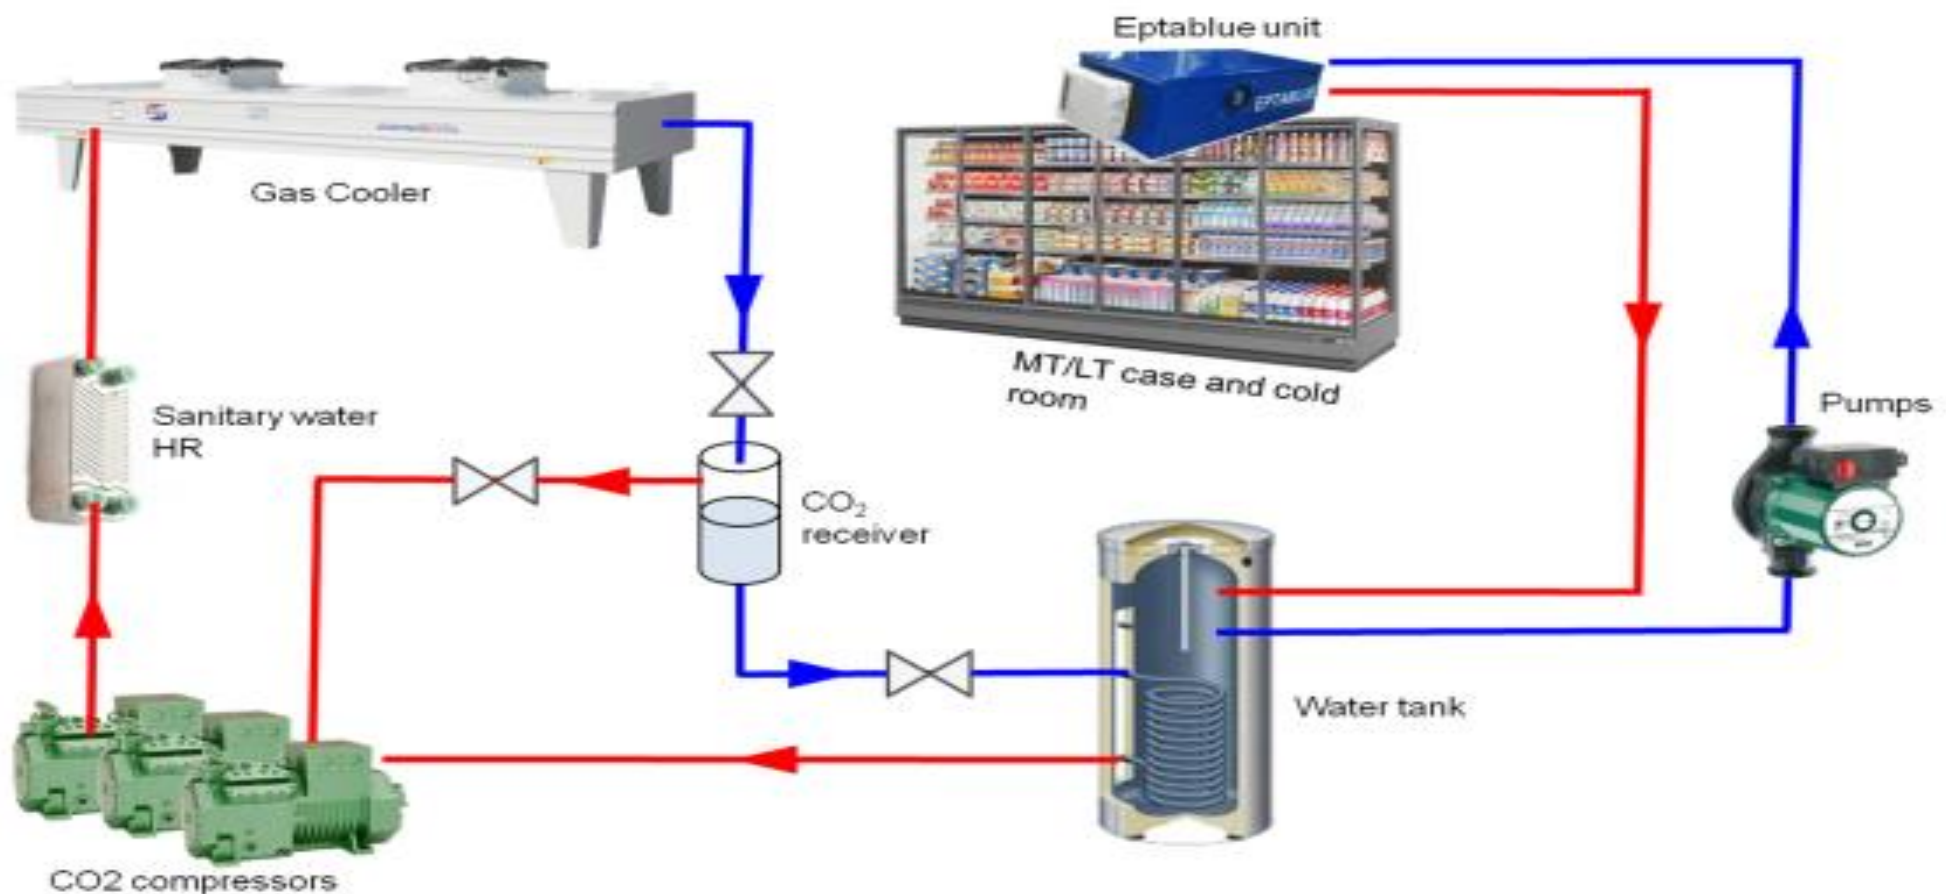 Eptablue unit
EPTABLUE
Gas Cooler
MT/LT case and cold
room
Pumps
Sanitary water
HR
CO₂
receiver
Water tank
CO2 compressors